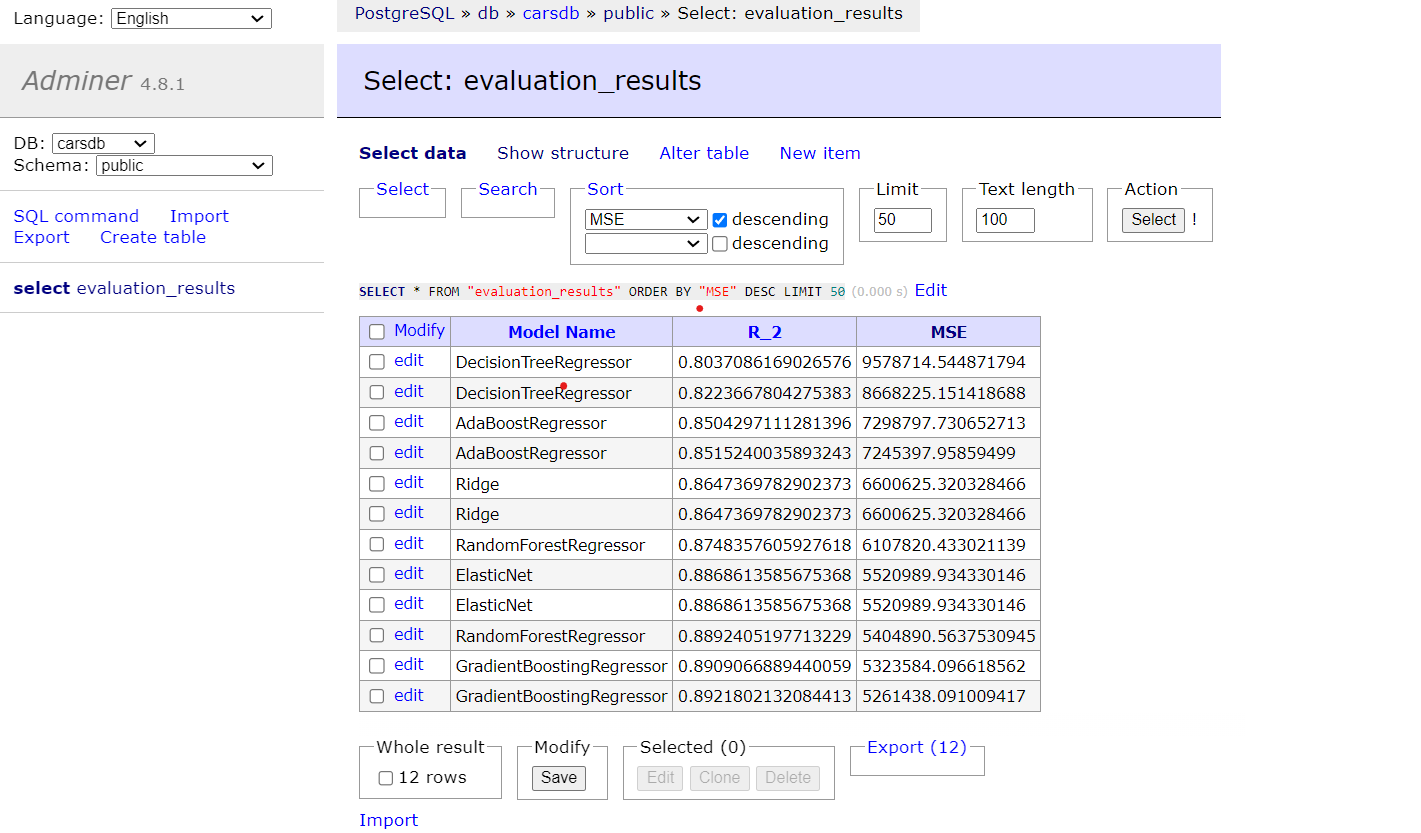 Language: English
PostgreSQL » db » carsdb » public » Select: evaluation_results
Adminer 4.8.1
Select: evaluation_results
DB: carsdb
Schema: public
SQL command Import
Export Create table
select evaluation_results
Select data Show structure Alter table New item
Select Search Sort Limit Text length Action
MSE descending 50 100 Select !
descending
SELECT * FROM "evaluation_results" ORDER BY "MSE" DESC LIMIT 50 (0.000 s) Edit
Modify Model Name R_2 MSE
edit DecisionTreeRegressor 0.8037086169026576 9578714.544871794
edit DecisionTreeRegressor 0.8223667804275383 8668225.151418688
edit AdaBoostRegressor 0.8504297111281396 7298797.730652713
edit AdaBoostRegressor 0.8515240035893243 7245397.95859499
edit Ridge 0.8647369782902373 6600625.320328466
edit Ridge 0.8647369782902373 6600625.320328466
edit RandomForestRegressor 0.8748357605927618 6107820.433021139
edit ElasticNet 0.8868613585675368 5520989.934330146
edit ElasticNet 0.8868613585675368 5520989.934330146
edit RandomForestRegressor 0.8892405197713229 5404890.5637530945
edit GradientBoostingRegressor 0.8909066889440059 5323584.096618562
edit GradientBoostingRegressor 0.8921802132084413 5261438.091009417
Whole result Modify Selected (0) Export (12)
12 rows Save Edit Clone Delete
Import